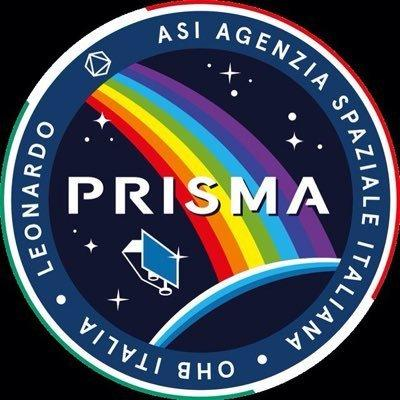 ASI AGENZIA SPAZIALE ITALIANA • OHB ITALIA • LEONARDO
PRISMA